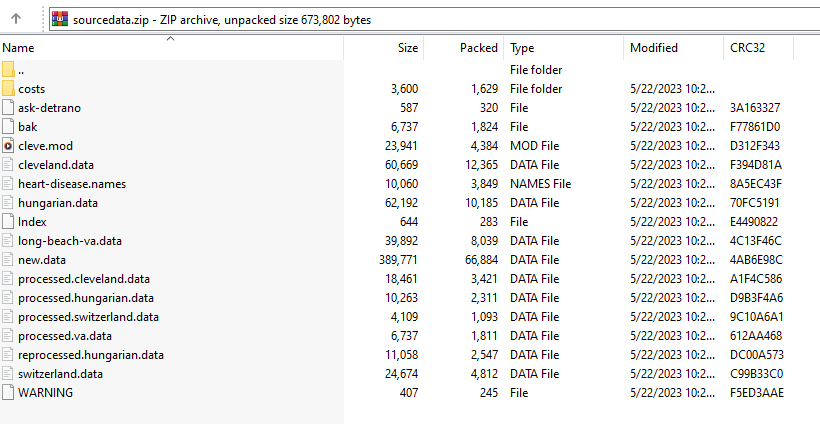 sourcedata.zip - ZIP archive, unpacked size 673,802 bytes
Name Size Packed Type Modified CRC32
.. File folder
costs 3,600 1,629 File folder 5/22/2023 10:2...
ask-detrano 587 320 File 5/22/2023 10:2... 3A163327
bak 6,737 1,824 File 5/22/2023 10:2... F77861D0
cleve.mod 23,941 4,384 MOD File 5/22/2023 10:2... D312F343
cleveland.data 60,669 12,365 DATA File 5/22/2023 10:2... F394D81A
heart-disease.names 10,060 3,849 NAMES File 5/22/2023 10:2... 8A5EC43F
hungarian.data 62,192 10,185 DATA File 5/22/2023 10:2... 70FC5191
Index 644 283 File 5/22/2023 10:2... E4490822
long-beach-va.data 39,892 8,039 DATA File 5/22/2023 10:2... 4C13F46C
new.data 389,771 66,884 DATA File 5/22/2023 10:2... 4AB6E98C
processed.cleveland.data 18,461 3,421 DATA File 5/22/2023 10:2... A1F4C586
processed.hungarian.data 10,263 2,311 DATA File 5/22/2023 10:2... D9B3F4A6
processed.switzerland.data 4,109 1,093 DATA File 5/22/2023 10:2... 9C10A6A1
processed.va.data 6,737 1,811 DATA File 5/22/2023 10:2... 612AA468
reprocessed.hungarian.data 11,058 2,547 DATA File 5/22/2023 10:2... DC00A573
switzerland.data 24,674 4,812 DATA File 5/22/2023 10:2... C99B33C0
WARNING 407 245 File 5/22/2023 10:2... F5ED3AAE